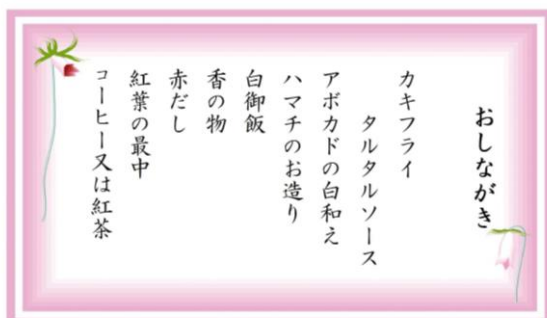 おしながき
カキフライ
タルタルソース
アボカドの白和え
ハマチのお造り
白御飯
香の物
赤だし
紅葉の最中
コーヒー又は紅茶